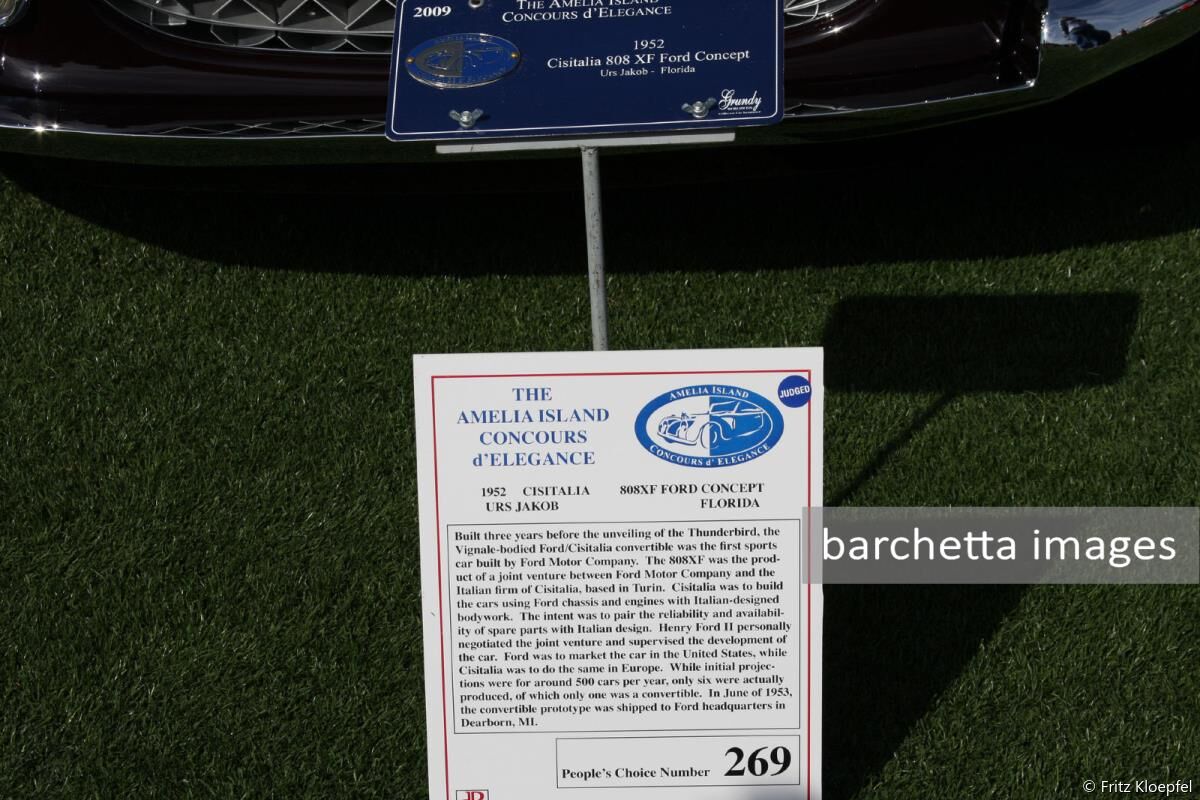 2009
THE AMELIA ISLAND
CONCOURS d'ELEGANCE
1952
Cisitalia 808 XF Ford Concept
Urs Jakob - Florida
Grundy
THE
AMELIA ISLAND
CONCOURS
d'ELEGANCE
AMELIA ISLAND
CONCOURS d' ELEGANCE
JUDGED
1952 CISITALIA 808XF FORD CONCEPT
URS JAKOB FLORIDA
Built three years before the unveiling of the Thunderbird, the
Vignale-bodied Ford/Cisitalia convertible was the first sports
car built by Ford Motor Company. The 808XF was the prod-
uct of a joint venture between Ford Motor Company and the
Italian firm of Cisitalia, based in Turin. Cisitalia was to build
the cars using Ford chassis and engines with Italian-designed
bodywork. The intent was to pair the reliability and availabil-
ity of spare parts with Italian design. Henry Ford II personally
negotiated the joint venture and supervised the development of
the car. Ford was to market the car in the United States, while
Cisitalia was to do the same in Europe. While initial projec-
tions were for around 500 cars per year, only six were actually
produced, of which only one was a convertible. In June of 1953,
the convertible prototype was shipped to Ford headquarters in
Dearborn, MI.
People's Choice Number 269
barchetta images
© Fritz Kloepfel